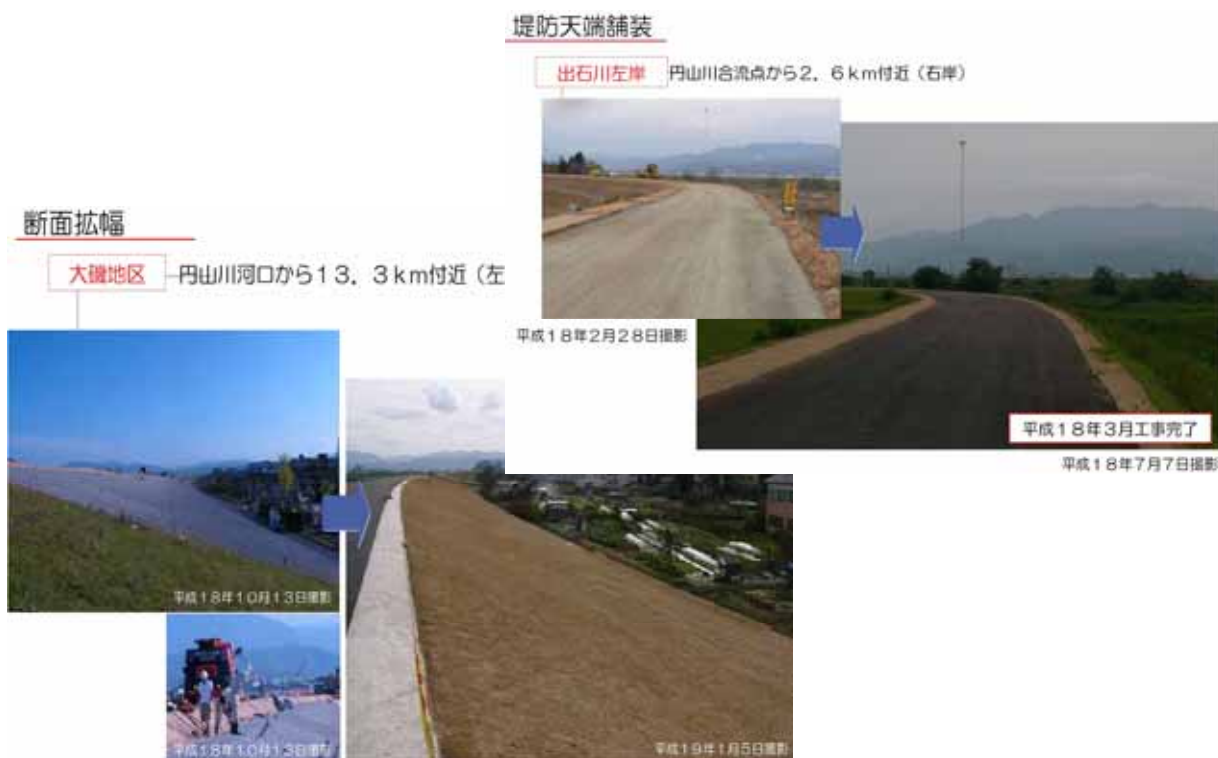 堤防天端舗装
出石川左岸 円山川合流点から2．6km付近（右岸）
平成18年2月28日撮影
平成18年3月工事完了
平成18年7月7日撮影
断面拡幅
大磯地区 円山川河口から13．3km付近（左
平成18年10月13日撮影
平成18年10月13日撮影
平成19年1月5日撮影